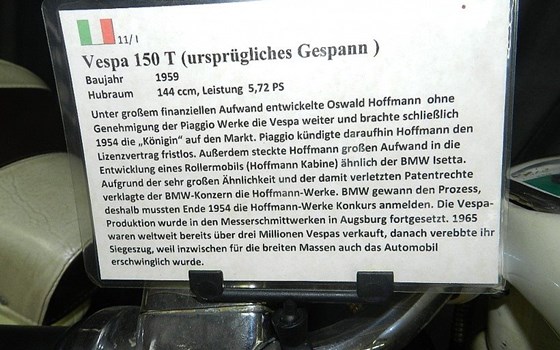 11/I
Vespa 150 T (ursprügliches Gespann )
Baujahr 1959
Hubraum 144 ccm, Leistung 5,72 PS
Unter großem finanziellen Aufwand entwickelte Oswald Hoffmann ohne
Genehmigung der Piaggio Werke die Vespa weiter und brachte schließlich
1954 die „Königin“ auf den Markt. Piaggio kündigte daraufhin Hoffmann den
Lizenzvertrag fristlos. Außerdem steckte Hoffmann großen Aufwand in die
Entwicklung eines Rollermobils (Hoffmann Kabine) ähnlich der BMW Isetta.
Aufgrund der sehr großen Ähnlichkeit und der damit verletzten Patentrechte
verklagte der BMW-Konzern die Hoffmann-Werke. BMW gewann den Prozess,
deshalb mussten Ende 1954 die Hoffmann-Werke Konkurs anmelden. Die Vespa-
Produktion wurde in den Messerschmittwerken in Augsburg fortgesetzt. 1965
waren weltweit bereits über drei Millionen Vespas verkauft, danach verebbte ihr
Siegeszug, weil inzwischen für die breiten Massen auch das Automobil
erschwinglich wurde.